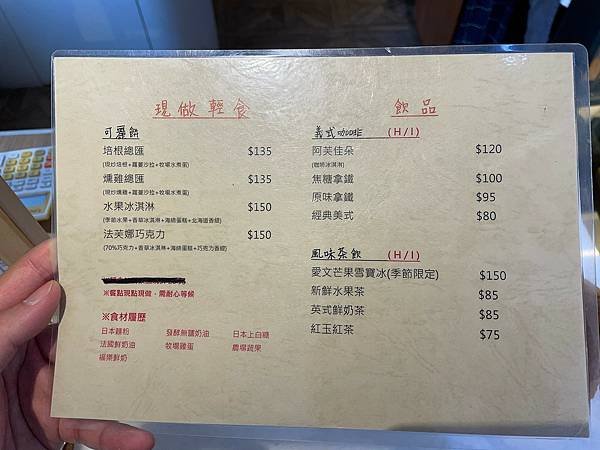 現做輕食
可麗餅
培根總匯 $135
(現炒培根+蘿蔓沙拉+牧場水煮蛋)
燻雞總匯 $135
(現炒燻雞+蘿蔓沙拉+牧場水煮蛋)
水果冰淇淋 $150
(季節水果+香草冰淇淋+海綿蛋糕+北海道香緹)
法芙娜巧克力 $150
(70%巧克力+香草冰淇淋+海綿蛋糕+巧克力香緹)
※餐點現點現做，需耐心等候
※食材履歷
日本麵粉 發酵無鹽奶油 日本上白糖
法國鮮奶油 牧場雞蛋 農場蔬果
福樂鮮奶
飲品
義式咖啡 (H/I)
阿芙佳朵 $120
(咖啡冰淇淋)
焦糖拿鐵 $100
原味拿鐵 $95
經典美式 $80
風味茶飲 (H/I)
愛文芒果雪寶冰(季節限定) $150
新鮮水果茶 $85
英式鮮奶茶 $85
紅玉紅茶 $75